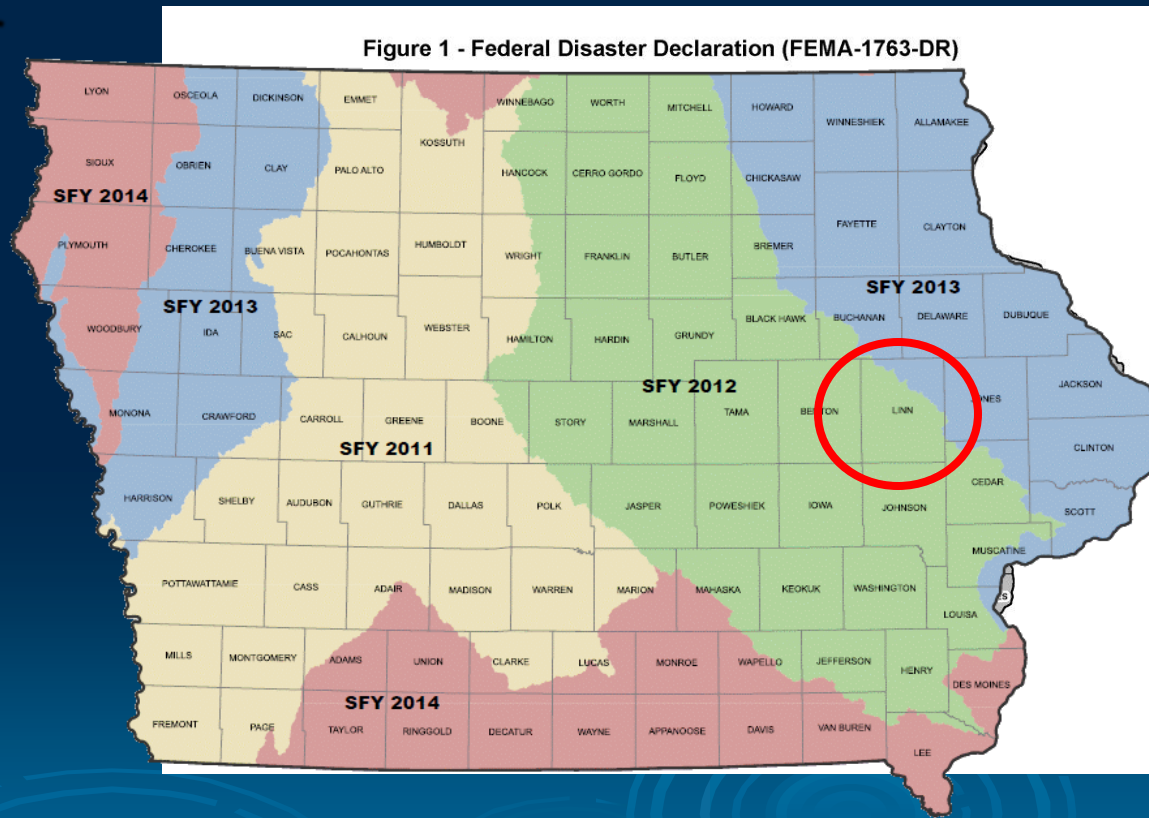 Figure 1 - Federal Disaster Declaration (FEMA-1763-DR)
LYON
OSCEOLA
DICKINSON
EMMET
WINNEBAGO
WORTH
MITCHELL
HOWARD
WINNESHIEK
ALLAMAKEE
KOSSUTH
SIOUX
OBRIEN
CLAY
PALO ALTO
HANCOCK
CERRO GORDO
FLOYD
CHICKASAW
SFY 2014
FAYETTE
CLAYTON
PLYMOUTH
CHEROKEE
BUENA VISTA
POCAHONTAS
HUMBOLDT
WRIGHT
FRANKLIN
BUTLER
BREMER
SFY 2013
SFY 2013
WOODBURY
IDA
SAC
CALHOUN
WEBSTER
HAMILTON
HARDIN
GRUNDY
BLACK HAWK
BUCHANAN
DELAWARE
DUBUQUE
SFY 2012
MONONA
CRAWFORD
CARROLL
GREENE
BOONE
STORY
MARSHALL
TAMA
BENTON
LINN
JONES
JACKSON
SFY 2011
CLINTON
HARRISON
SHELBY
AUDUBON
GUTHRIE
DALLAS
POLK
JASPER
POWESHIEK
IOWA
JOHNSON
CEDAR
SCOTT
MUSCATINE
POTTAWATTAMIE
CASS
ADAIR
MADISON
WARREN
MARION
MAHASKA
KEOKUK
WASHINGTON
LOUISA
MILLS
MONTGOMERY
ADAMS
UNION
CLARKE
LUCAS
MONROE
WAPELLO
JEFFERSON
HENRY
DES MOINES
SFY 2014
FREMONT
PAGE
TAYLOR
RINGGOLD
DECATUR
WAYNE
APPANOOSE
DAVIS
VAN BUREN
LEE